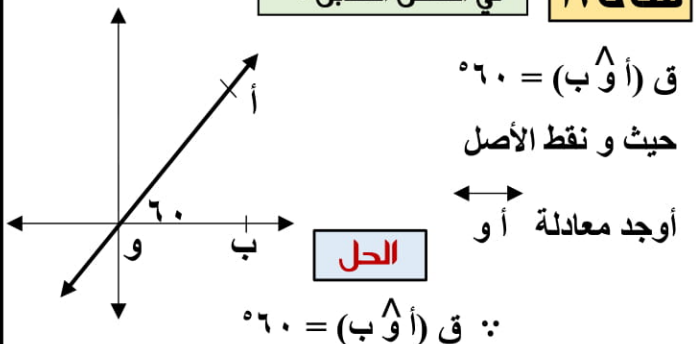 ق (أ و^ ب) = ٦٠°
حيث و نقط الأصل
أوجد معادلة أ و
أ
٦٠
و
ب
الحل
∵ ق (أ و^ ب) = ٦٠°